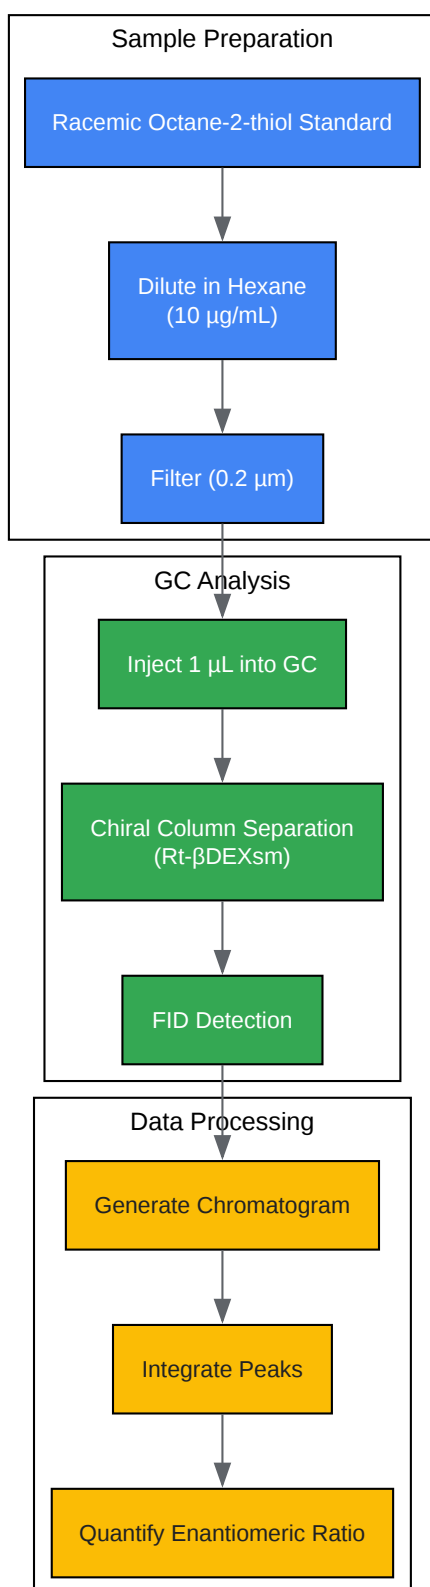 Sample Preparation
Racemic Octane-2-thiol Standard
Dilute in Hexane
(10 µg/mL)
Filter (0.2 µm)
GC Analysis
Inject 1 µL into GC
Chiral Column Separation
(Rt-βDEXsm)
FID Detection
Data Processing
Generate Chromatogram
Integrate Peaks
Quantify Enantiomeric Ratio